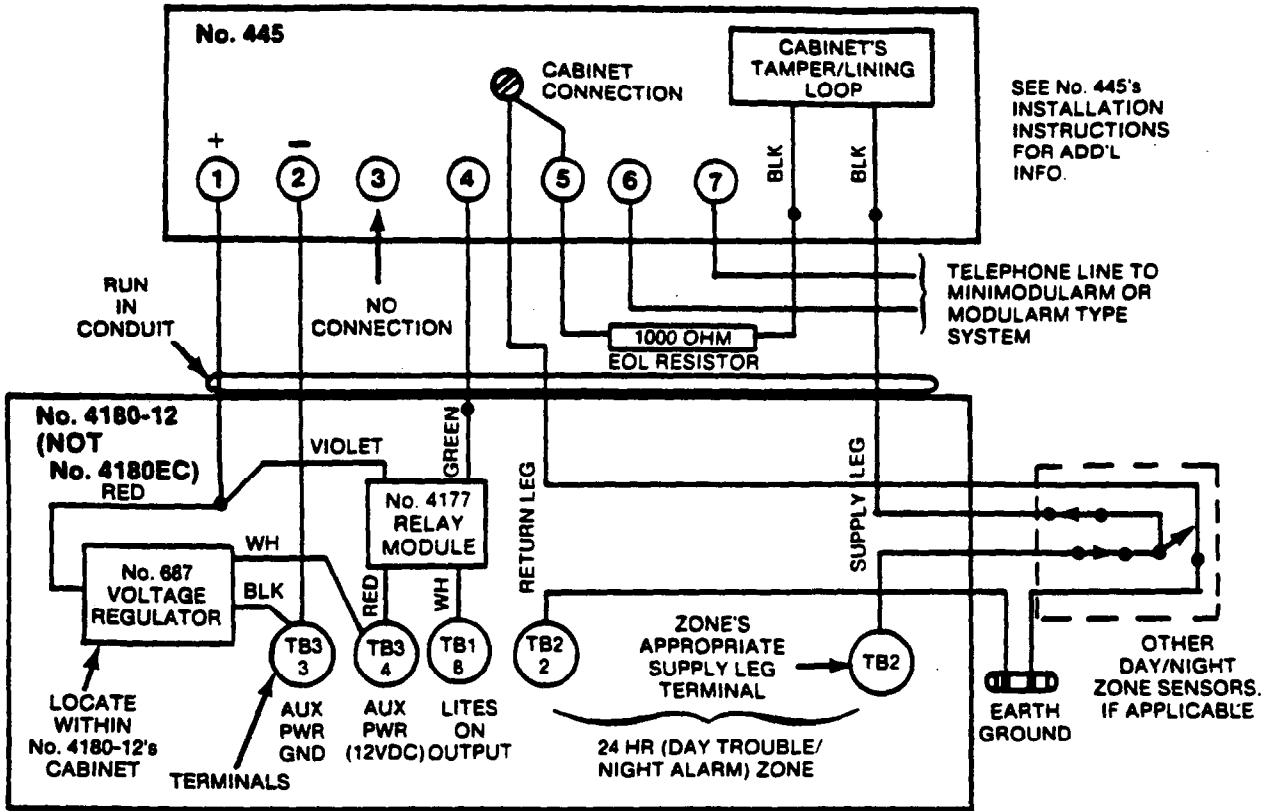 No. 445
CABINET
CONNECTION
CABINET'S
TAMPER/LINING
LOOP
SEE No. 445's
INSTALLATION
INSTRUCTIONS
FOR ADD'L
INFO.
+
−
1
2
3
4
5
6
7
BLK
BLK
RUN
IN
CONDUIT
NO
CONNECTION
1000 OHM
EOL RESISTOR
TELEPHONE LINE TO
MINIMODULARM OR
MODULARM TYPE
SYSTEM
No. 4180-12
(NOT
No. 4180EC)
RED
VIOLET
GREEN
No. 4177
RELAY
MODULE
RETURN LEG
SUPPLY LEG
No. 687
VOLTAGE
REGULATOR
WH
BLK
RED
WH
TB3
3
TB3
4
TB1
8
TB2
2
ZONE'S
APPROPRIATE
SUPPLY LEG
TERMINAL
TB2
LOCATE
WITHIN
No. 4180-12's
CABINET
TERMINALS
AUX
PWR
GND
AUX
PWR
(12VDC)
LITES
ON
OUTPUT
24 HR (DAY TROUBLE/
NIGHT ALARM) ZONE
EARTH
GROUND
OTHER
DAY/NIGHT
ZONE SENSORS.
IF APPLICABLE